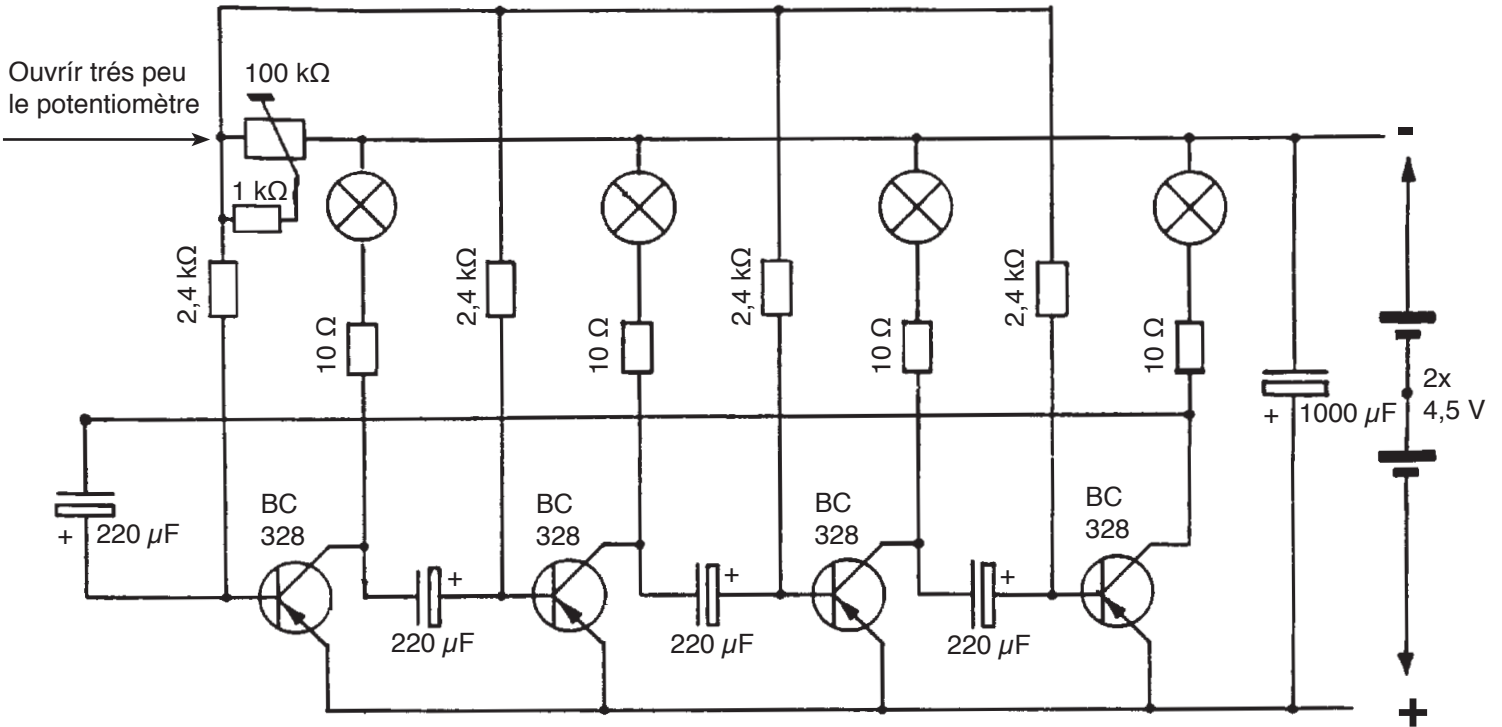 Ouvrír trés peu
le potentiomètre
100 kΩ
1 kΩ
-
2,4 kΩ
10 Ω
2,4 kΩ
10 Ω
2,4 kΩ
10 Ω
2,4 kΩ
10 Ω
+ 1000 µF
2x
4,5 V
+ 220 µF
BC
328
+
220 µF
BC
328
+
220 µF
BC
328
+
220 µF
BC
328
+